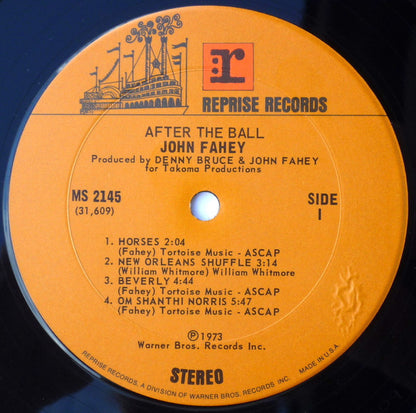 r
REPRISE RECORDS
AFTER THE BALL
JOHN FAHEY
Produced by DENNY BRUCE & JOHN FAHEY
for Takoma Productions
MS 2145
(31,609)
SIDE
1
1. HORSES 2:04
(Fahey) Tortoise Music - ASCAP
2. NEW ORLEANS SHUFFLE 3:14
(William Whitmore) William Whitmore
3. BEVERLY 4:44
(Fahey) Tortoise Music - ASCAP
4. OM SHANTHI NORRIS 5:47
(Fahey) Tortoise Music - ASCAP
Ⓟ1973
Warner Bros. Records Inc.
STEREO
REPRISE RECORDS, A DIVISION OF WARNER BROS. RECORDS INC. MADE IN U.S.A.